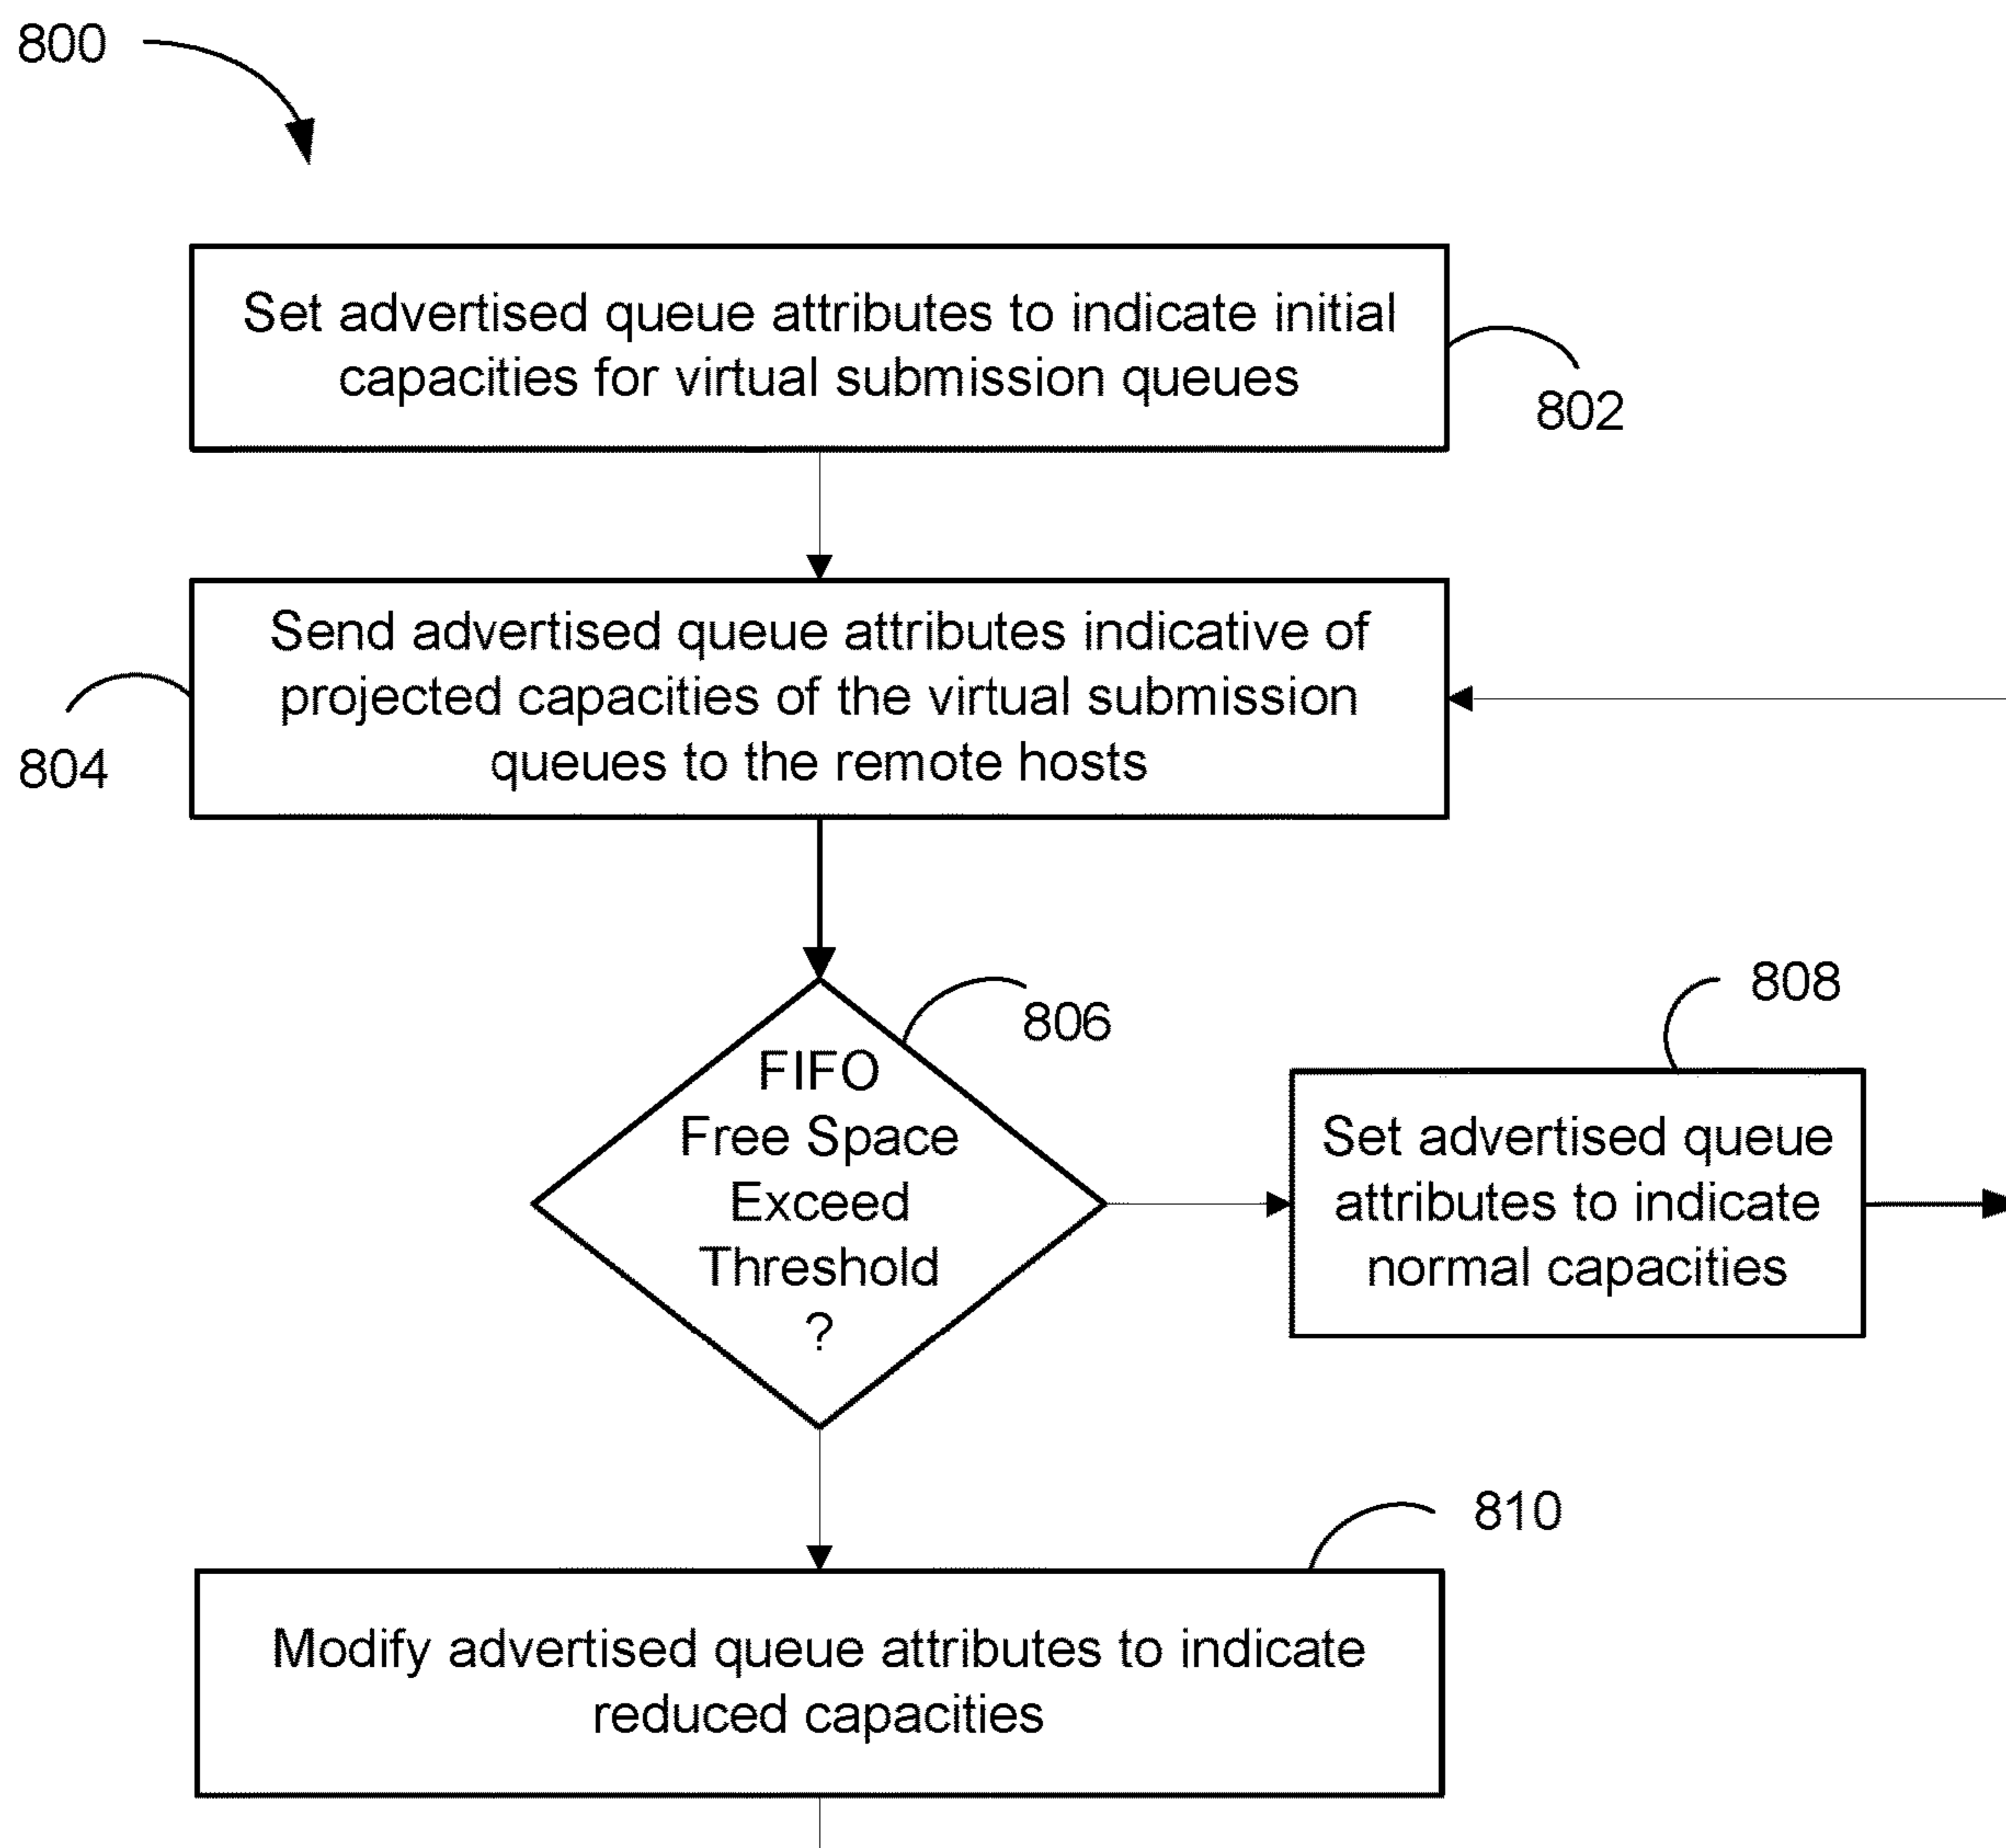 800
Set advertised queue attributes to indicate initial
capacities for virtual submission queues
802
Send advertised queue attributes indicative of
projected capacities of the virtual submission
queues to the remote hosts
804
FIFO
Free Space
Exceed
Threshold
?
806
808
Set advertised queue
attributes to indicate
normal capacities
810
Modify advertised queue attributes to indicate
reduced capacities